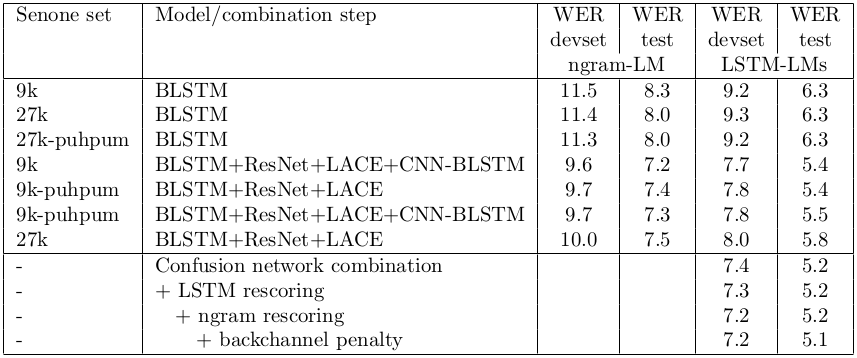 Senone set Model/combination step WER WER WER WER
devset test devset test
ngram-LM LSTM-LMs
9k BLSTM 11.5 8.3 9.2 6.3
27k BLSTM 11.4 8.0 9.3 6.3
27k-puhpum BLSTM 11.3 8.0 9.2 6.3
9k BLSTM+ResNet+LACE+CNN-BLSTM 9.6 7.2 7.7 5.4
9k-puhpum BLSTM+ResNet+LACE 9.7 7.4 7.8 5.4
9k-puhpum BLSTM+ResNet+LACE+CNN-BLSTM 9.7 7.3 7.8 5.5
27k BLSTM+ResNet+LACE 10.0 7.5 8.0 5.8
- Confusion network combination 7.4 5.2
- + LSTM rescoring 7.3 5.2
- + ngram rescoring 7.2 5.2
- + backchannel penalty 7.2 5.1